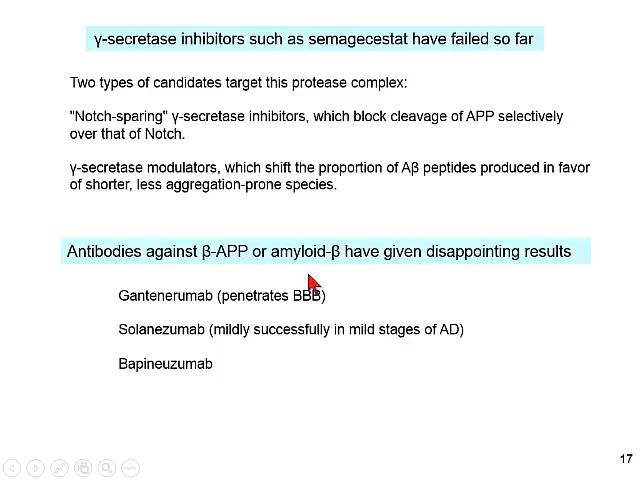 γ-secretase inhibitors such as semagecestat have failed so far
Two types of candidates target this protease complex:
"Notch-sparing" γ-secretase inhibitors, which block cleavage of APP selectively
over that of Notch.
γ-secretase modulators, which shift the proportion of Aβ peptides produced in favor
of shorter, less aggregation-prone species.
Antibodies against β-APP or amyloid-β have given disappointing results
Gantenerumab (penetrates BBB)
Solanezumab (mildly successfully in mild stages of AD)
Bapineuzumab
17